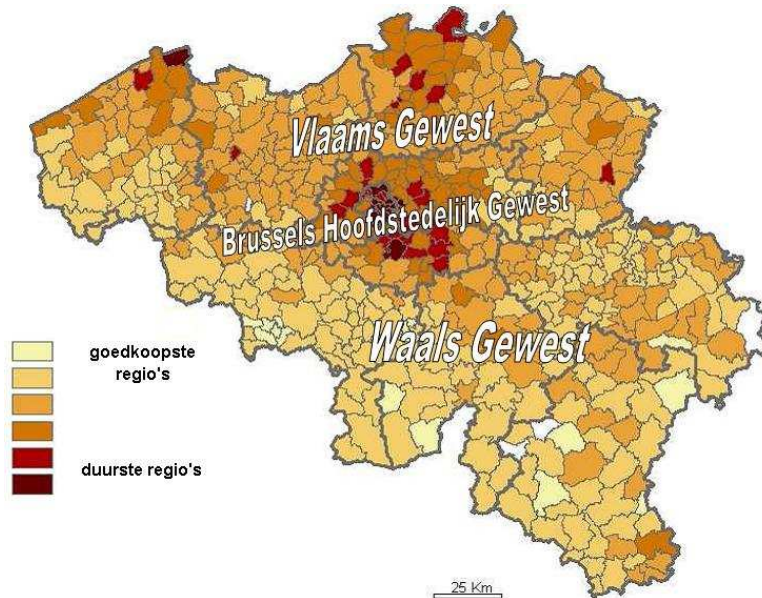 Vlaams Gewest
Brussels Hoofdstedelijk Gewest
Waals Gewest
goedkoopste
regio's
duurste regio's
25 Km